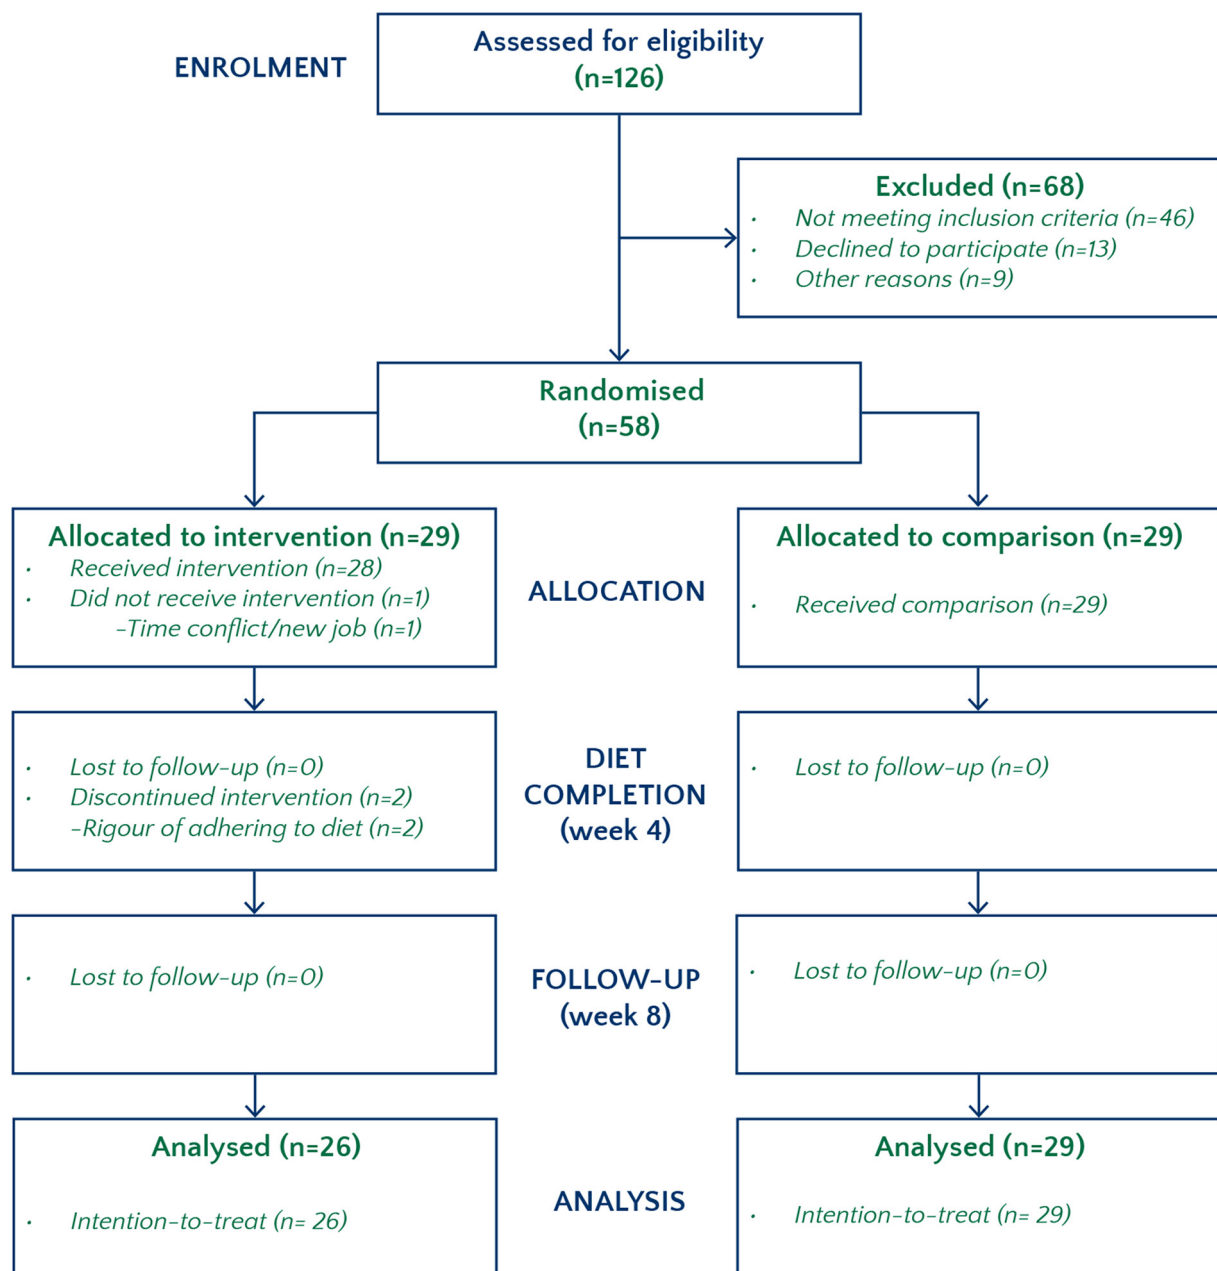 ENROLMENT
Assessed for eligibility
(n=126)
Excluded (n=68)
· Not meeting inclusion criteria (n=46)
· Declined to participate (n=13)
· Other reasons (n=9)
Randomised
(n=58)
Allocated to intervention (n=29)
· Received intervention (n=28)
· Did not receive intervention (n=1)
-Time conflict/new job (n=1)
ALLOCATION
Allocated to comparison (n=29)
· Received comparison (n=29)
· Lost to follow-up (n=0)
· Discontinued intervention (n=2)
-Rigour of adhering to diet (n=2)
DIET
COMPLETION
(week 4)
· Lost to follow-up (n=0)
· Lost to follow-up (n=0)
FOLLOW-UP
(week 8)
· Lost to follow-up (n=0)
Analysed (n=26)
· Intention-to-treat (n= 26)
ANALYSIS
Analysed (n=29)
· Intention-to-treat (n= 29)